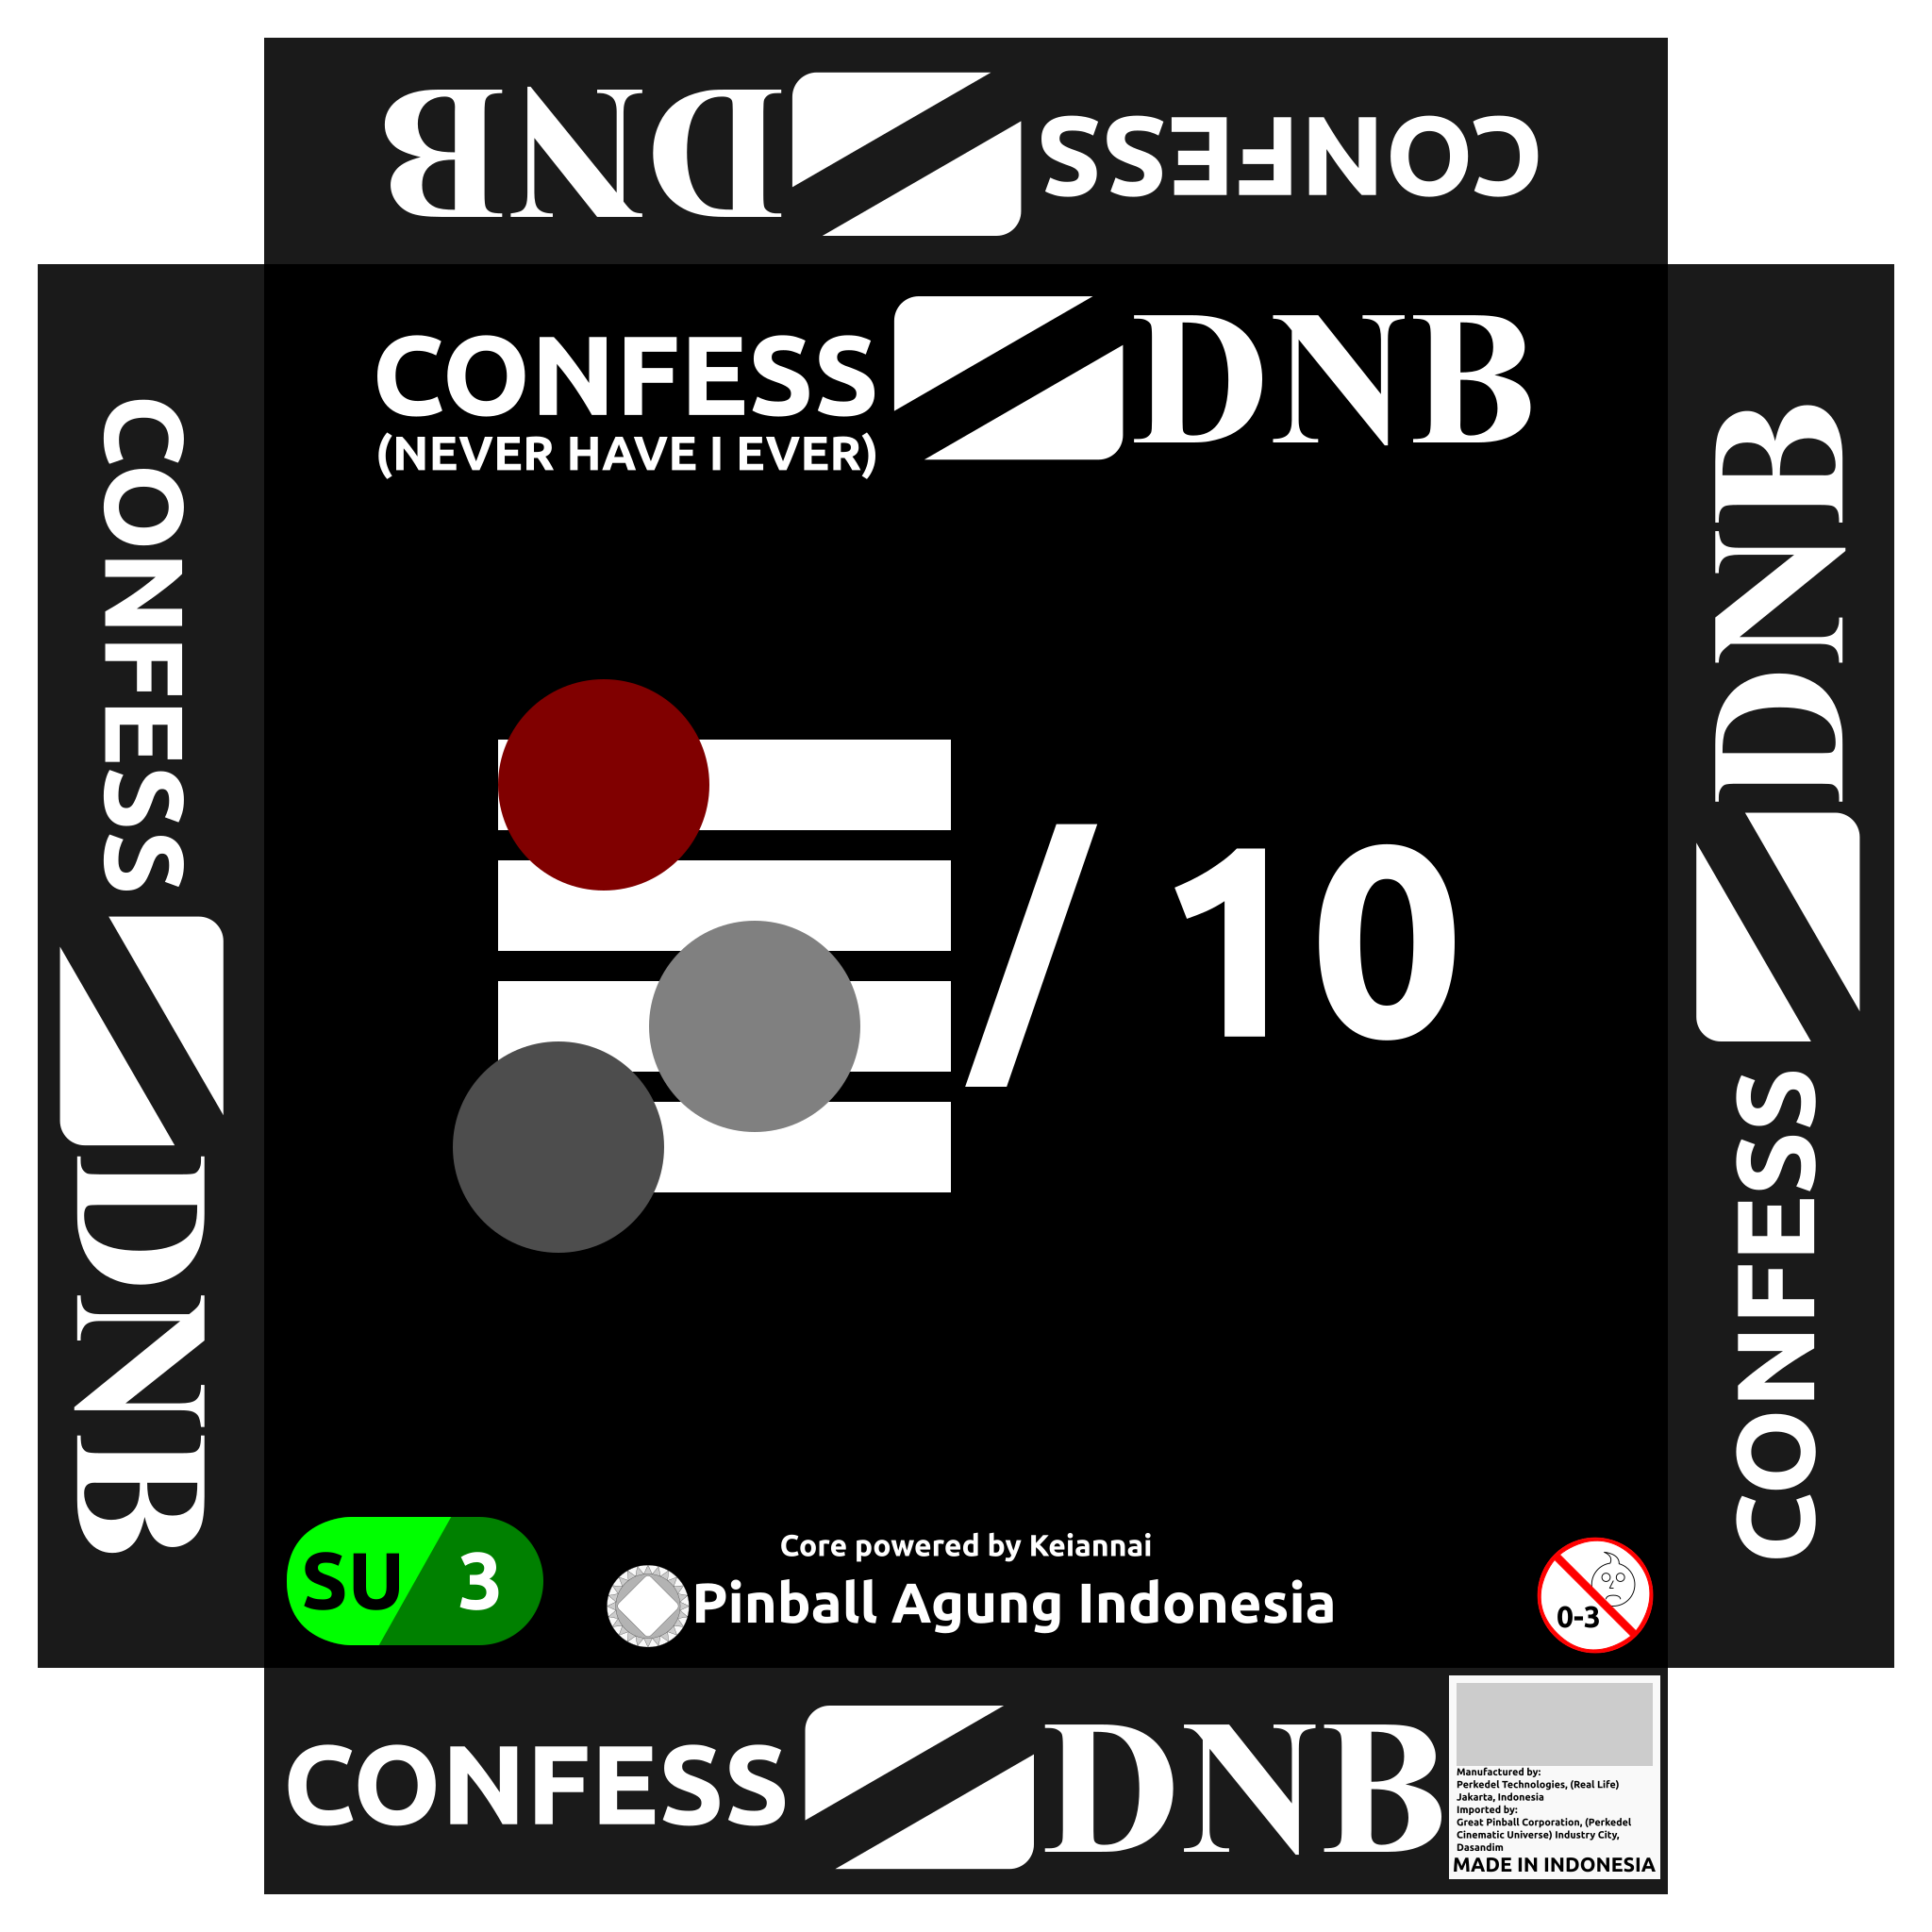 CONFESS DNB
CONFESS DNB
(NEVER HAVE I EVER)
CONFESS DNB
CONFESS DNB
/ 10
SU 3
Core powered by Keiannai
Pinball Agung Indonesia
0-3
CONFESS DNB
Manufactured by:
Perkedel Technologies, (Real Life)
Jakarta, Indonesia
Imported by:
Great Pinball Corporation, (Perkedel
Cinematic Universe) Industry City,
Dasandim
MADE IN INDONESIA